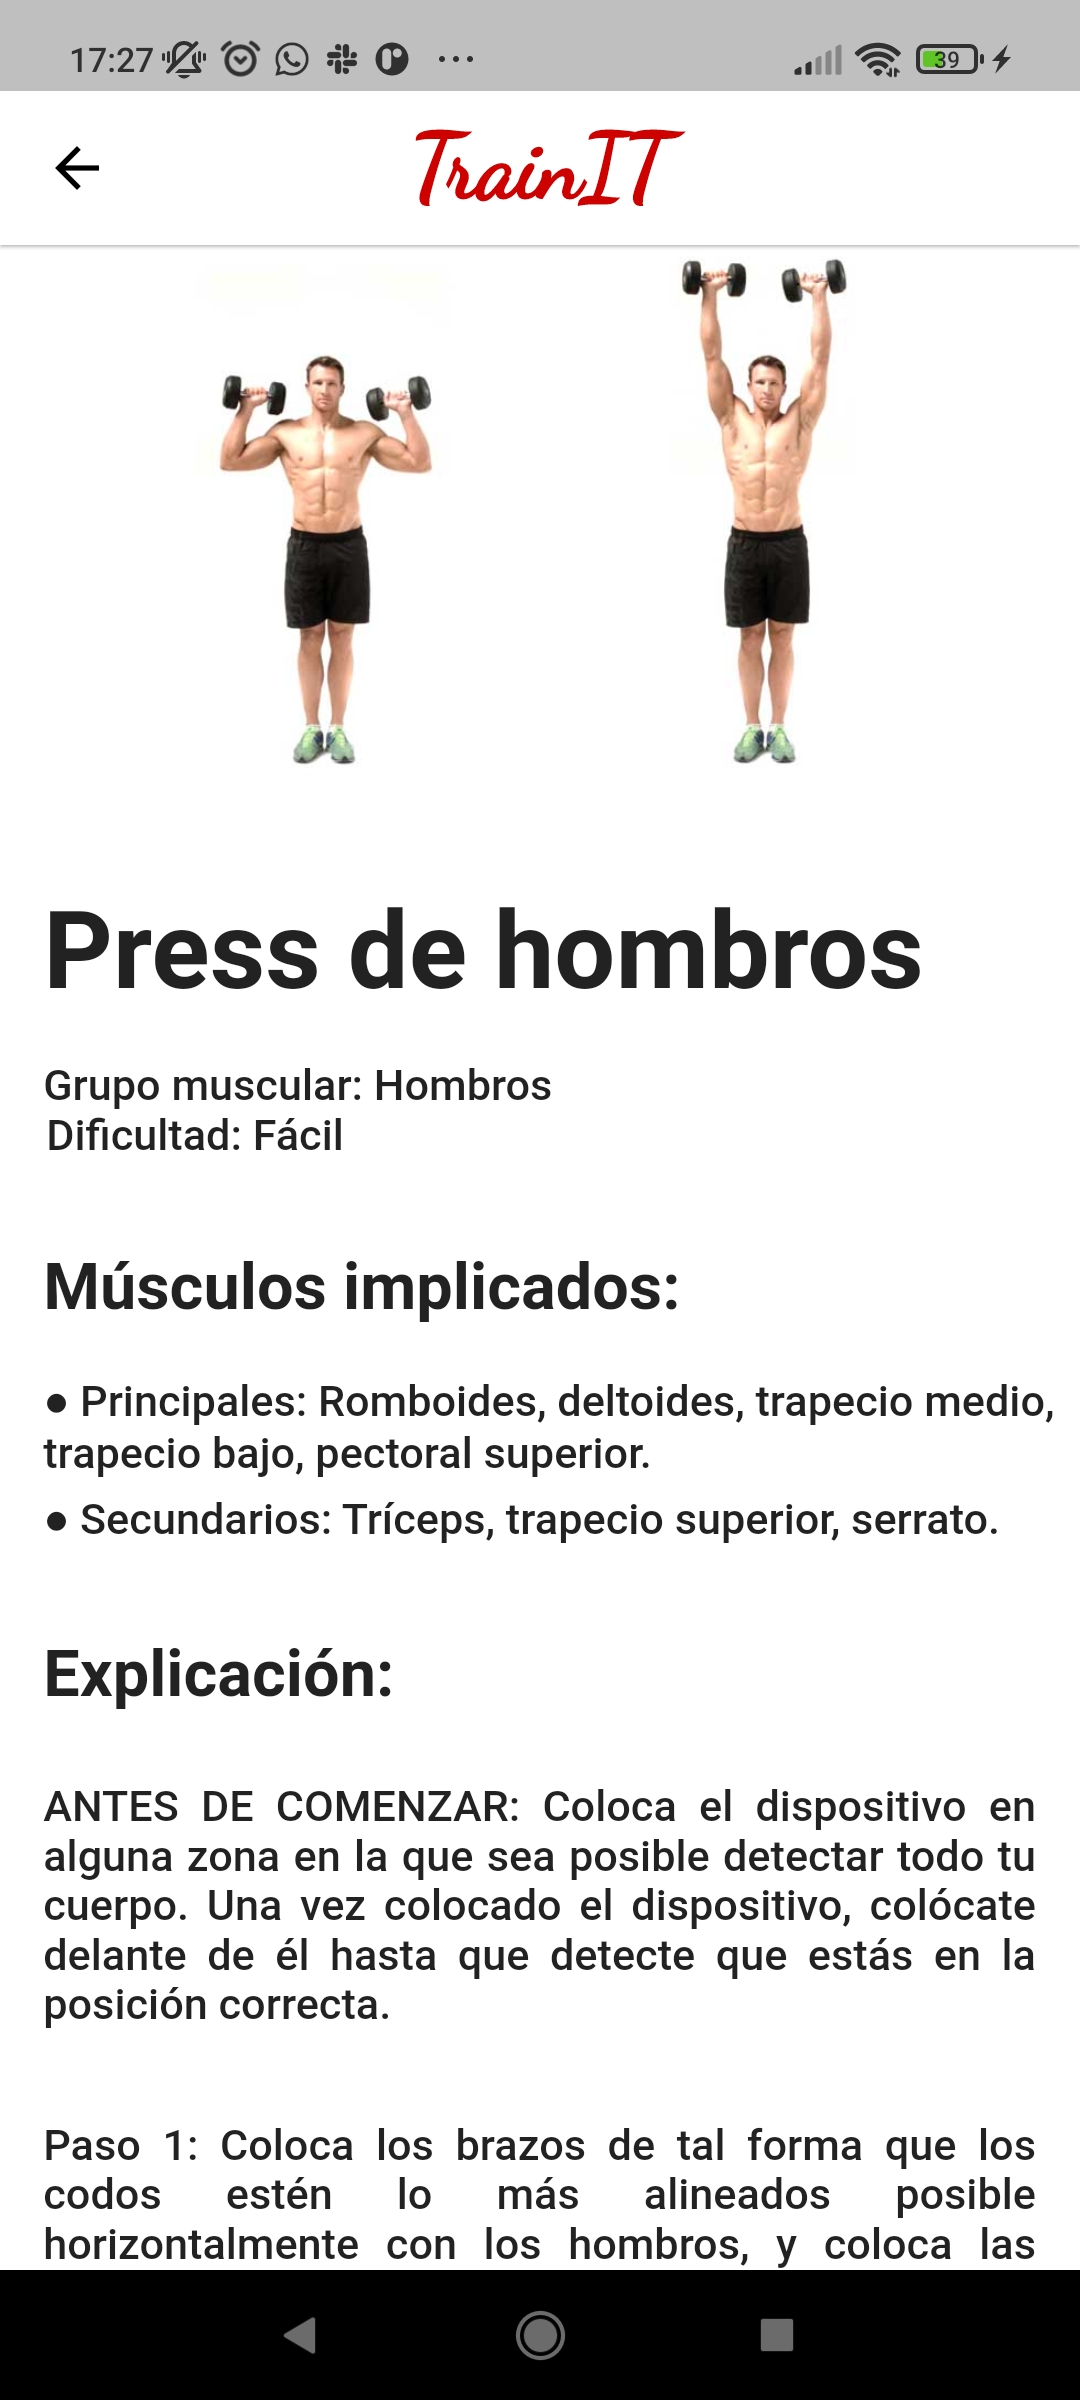 17:27
39
TrainIT
Press de hombros
Grupo muscular: Hombros
Dificultad: Fácil
Músculos implicados:
● Principales: Romboides, deltoides, trapecio medio,
trapecio bajo, pectoral superior.
● Secundarios: Tríceps, trapecio superior, serrato.
Explicación:
ANTES DE COMENZAR: Coloca el dispositivo en
alguna zona en la que sea posible detectar todo tu
cuerpo. Una vez colocado el dispositivo, colócate
delante de él hasta que detecte que estás en la
posición correcta.
Paso 1: Coloca los brazos de tal forma que los
codos estén lo más alineados posible
horizontalmente con los hombros, y coloca las